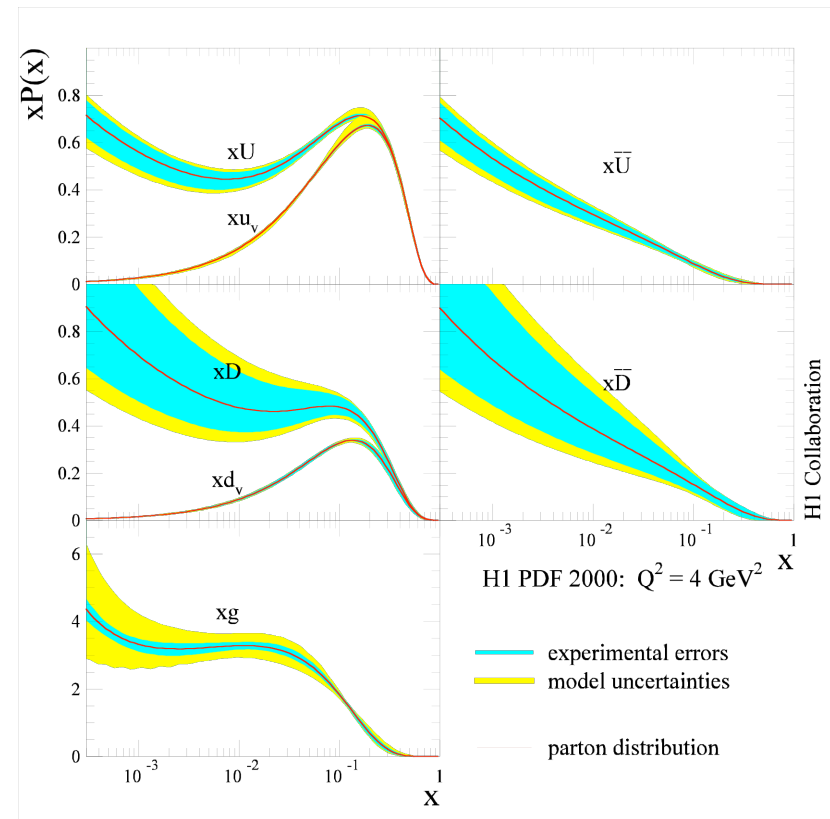 xP(x)
0.8
0.6
0.4
0.2
0
xU
xu_v
xU̅
0.8
0.6
0.4
0.2
0
xD
xd_v
xD̅
10^-3 10^-2 10^-1 1
x
6
4
2
0
xg
10^-3 10^-2 10^-1 1
x
H1 PDF 2000: Q^2 = 4 GeV^2
experimental errors
model uncertainties
parton distribution
H1 Collaboration